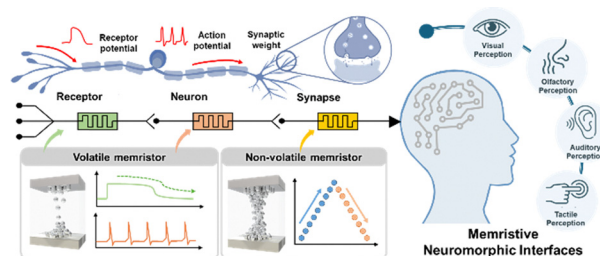 Receptor
potential
Action
potential
Synaptic
weight
Receptor
Neuron
Synapse
Volatile memristor
Non-volatile memristor
Visual
Perception
Olfactory
Perception
Auditory
Perception
Tactile
Perception
Memristive
Neuromorphic Interfaces